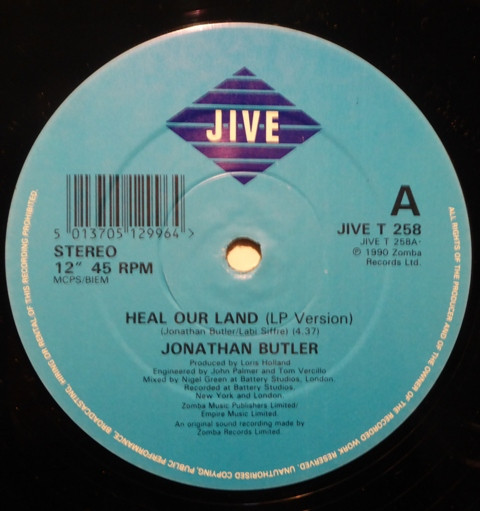 JIVE
5 013705 129964 >
STEREO
12" 45 RPM
MCPS/BIEM
A
JIVE T 258
JIVE T 258A·
℗ 1990 Zomba
Records Ltd.
HEAL OUR LAND (LP Version)
(Jonathan Butler/Labi Siffre) (4.37)
JONATHAN BUTLER
Produced by Loris Holland
Engineered by John Palmer and Tom Vercillo
Mixed by Nigel Green at Battery Studios, London.
Recorded at Battery Studios,
New York and London.
Zomba Music Publishers Limited/
Empire Music Limited.
An original sound recording made by
Zomba Records Limited.
ALL RIGHTS OF THE PRODUCER AND OF THE OWNER OF THE RECORDED WORK RESERVED. UNAUTHORISED COPYING, PUBLIC PERFORMANCE, BROADCASTING, HIRING OR RENTAL OF THIS RECORDING PROHIBITED.